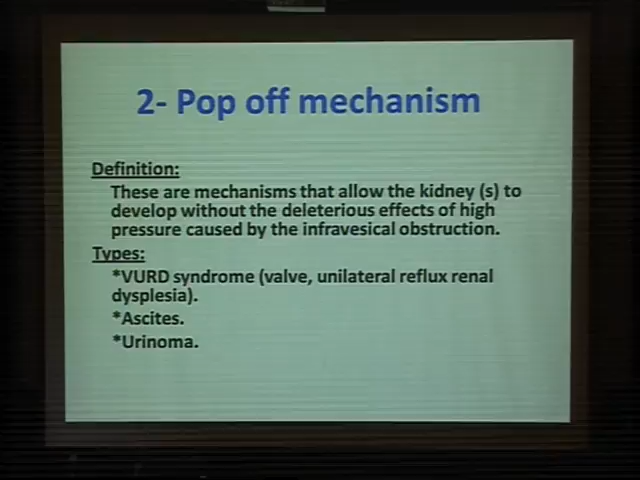 2- Pop off mechanism
Definition:
These are mechanisms that allow the kidney (s) to
develop without the deleterious effects of high
pressure caused by the infravesical obstruction.
Types:
*VURD syndrome (valve, unilateral reflux renal
dysplesia).
*Ascites.
*Urinoma.